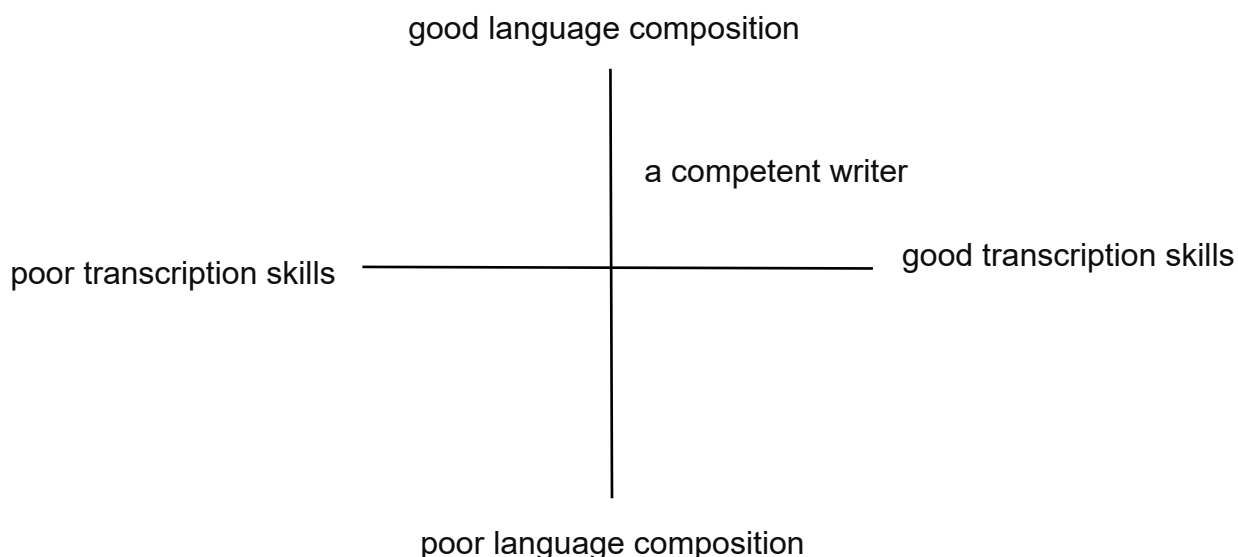 good language composition
a competent writer
good transcription skills
poor transcription skills
poor language composition